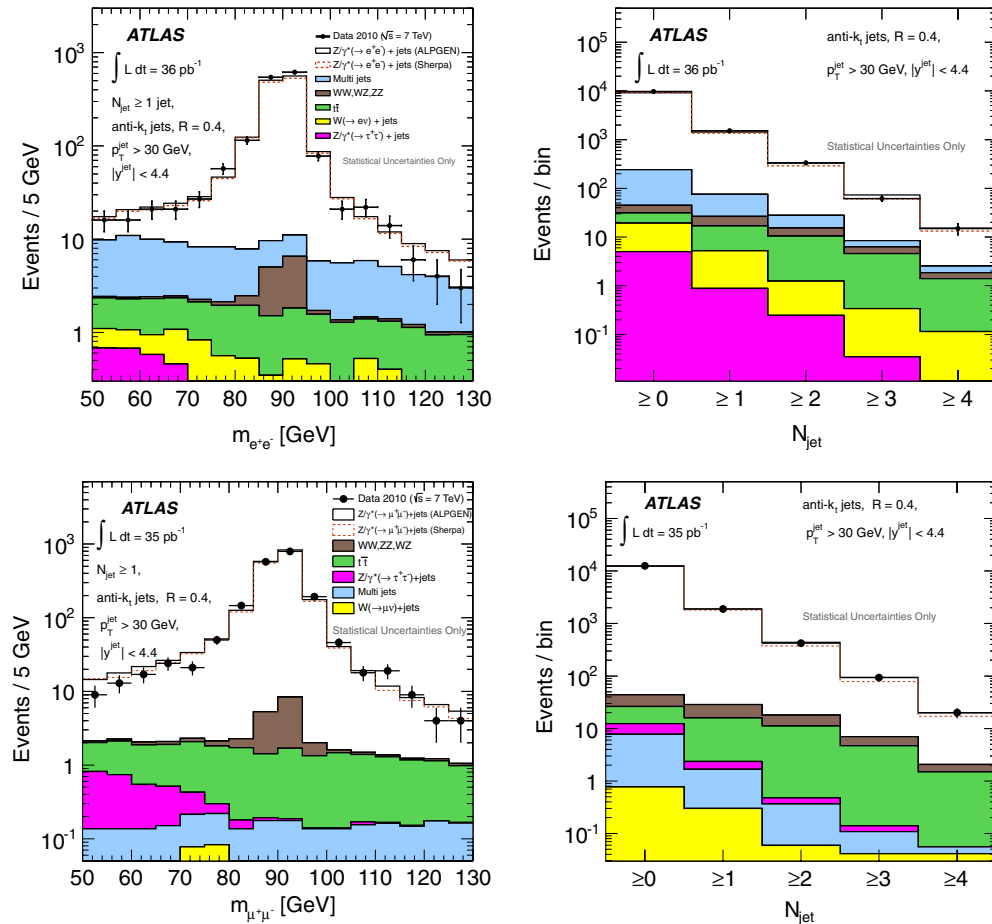 ATLAS
∫ L dt = 36 pb⁻¹
N_jet ≥ 1 jet,
anti-k_t jets, R = 0.4,
p_T^jet > 30 GeV,
|y^jet| < 4.4
Data 2010 (√s = 7 TeV)
Z/γ*(→ e⁺e⁻) + jets (ALPGEN)
Z/γ*(→ e⁺e⁻) + jets (Sherpa)
Multi jets
WW,WZ,ZZ
tt̅
W(→ eν) + jets
Z/γ*(→ τ⁺τ⁻) + jets
Statistical Uncertainties Only
Events / 5 GeV
10³
10²
10
1
50 60 70 80 90 100 110 120 130
m_e⁺e⁻ [GeV]
ATLAS
∫ L dt = 36 pb⁻¹
anti-k_t jets, R = 0.4,
p_T^jet > 30 GeV, |y^jet| < 4.4
Statistical Uncertainties Only
Events / bin
10⁵
10⁴
10³
10²
10
1
10⁻¹
≥ 0 ≥ 1 ≥ 2 ≥ 3 ≥ 4
N_jet
ATLAS
∫ L dt = 35 pb⁻¹
N_jet ≥ 1,
anti-k_t jets, R = 0.4,
p_T^jet > 30 GeV,
|y^jet| < 4.4
Data 2010 (√s = 7 TeV)
Z/γ*(→ μ⁺μ⁻)+jets (ALPGEN)
Z/γ*(→ μ⁺μ⁻)+jets (Sherpa)
WW,ZZ,WZ
tt̅
Z/γ*(→ τ⁺τ⁻)+jets
Multi jets
W(→μν)+jets
Statistical Uncertainties Only
Events / 5 GeV
10³
10²
10
1
10⁻¹
50 60 70 80 90 100 110 120 130
m_μ⁺μ⁻ [GeV]
ATLAS
∫ L dt = 35 pb⁻¹
anti-k_t jets, R = 0.4,
p_T^jet > 30 GeV, |y^jet| < 4.4
Statistical Uncertainties Only
Events / bin
10⁵
10⁴
10³
10²
10
1
10⁻¹
≥0 ≥1 ≥2 ≥3 ≥4
N_jet